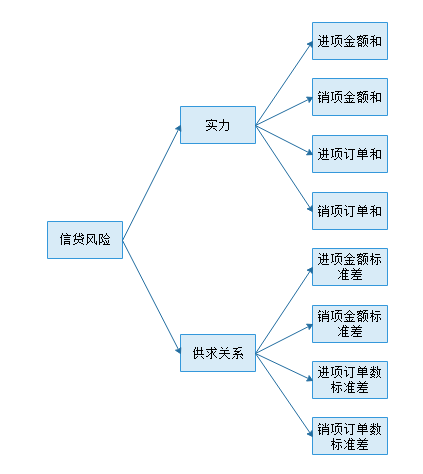 进项金额和
销项金额和
实力
进项订单和
销项订单和
信贷风险
进项金额标
准差
销项金额标
准差
供求关系
进项订单数
标准差
销项订单数
标准差